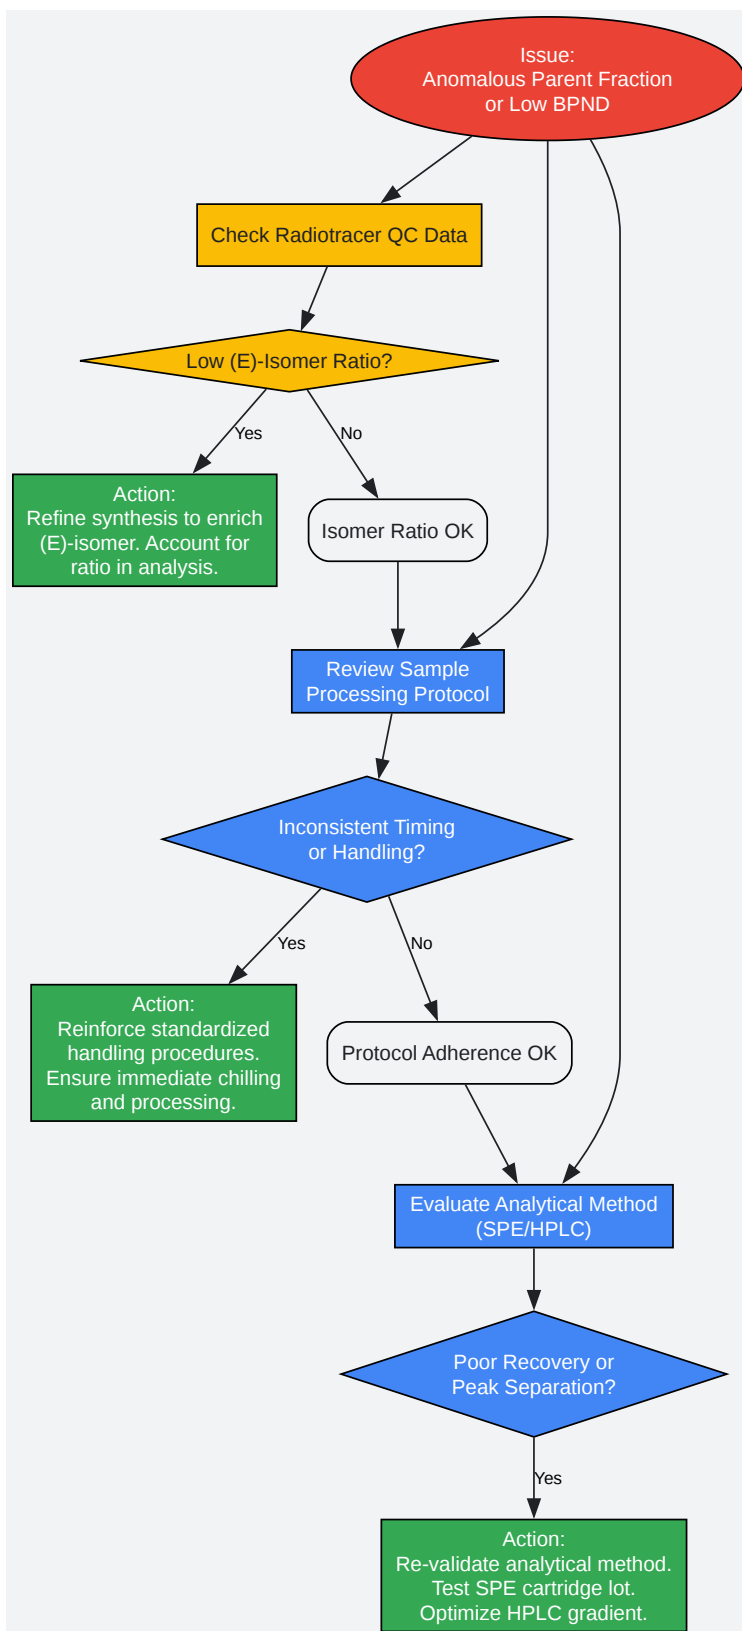 Issue:
Anomalous Parent Fraction
or Low BPND
Check Radiotracer QC Data
Low (E)-Isomer Ratio?
Yes
No
Action:
Refine synthesis to enrich
(E)-isomer. Account for
ratio in analysis.
Isomer Ratio OK
Review Sample
Processing Protocol
Inconsistent Timing
or Handling?
Yes
No
Action:
Reinforce standardized
handling procedures.
Ensure immediate chilling
and processing.
Protocol Adherence OK
Evaluate Analytical Method
(SPE/HPLC)
Poor Recovery or
Peak Separation?
Yes
Action:
Re-validate analytical method.
Test SPE cartridge lot.
Optimize HPLC gradient.